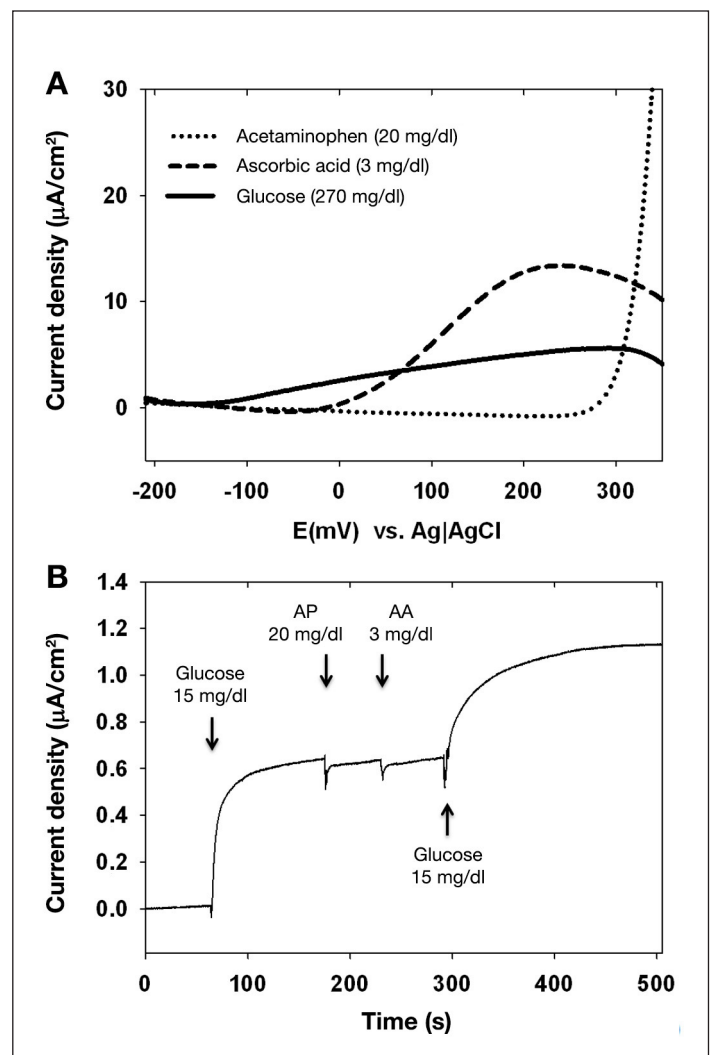 A
Current density (µA/cm²)
30
20
10
0
Acetaminophen (20 mg/dl)
Ascorbic acid (3 mg/dl)
Glucose (270 mg/dl)
-200 -100 0 100 200 300
E(mV) vs. Ag|AgCl
B
Current density (µA/cm²)
1.4
1.2
1.0
0.8
0.6
0.4
0.2
0.0
Glucose
15 mg/dl
AP
20 mg/dl
AA
3 mg/dl
Glucose
15 mg/dl
0 100 200 300 400 500
Time (s)